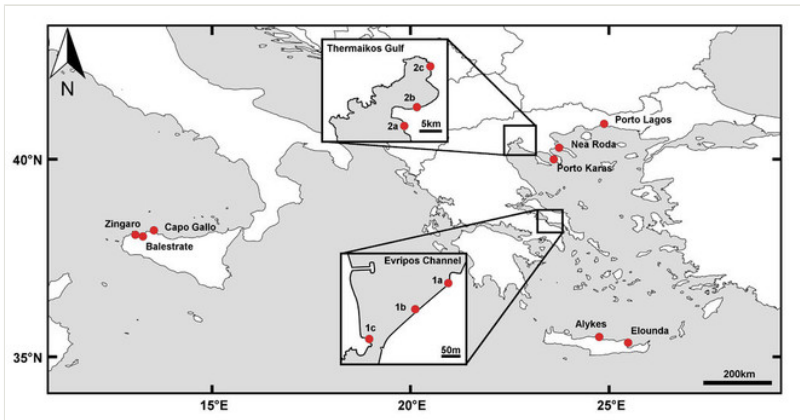 Thermaikos Gulf
2c
2b
2a
5km
N
Porto Lagos
Nea Roda
Porto Karas
40°N
Zingaro
Capo Gallo
Balestrate
Evripos Channel
1a
1b
1c
50m
Alykes
Elounda
35°N
200km
15°E
20°E
25°E